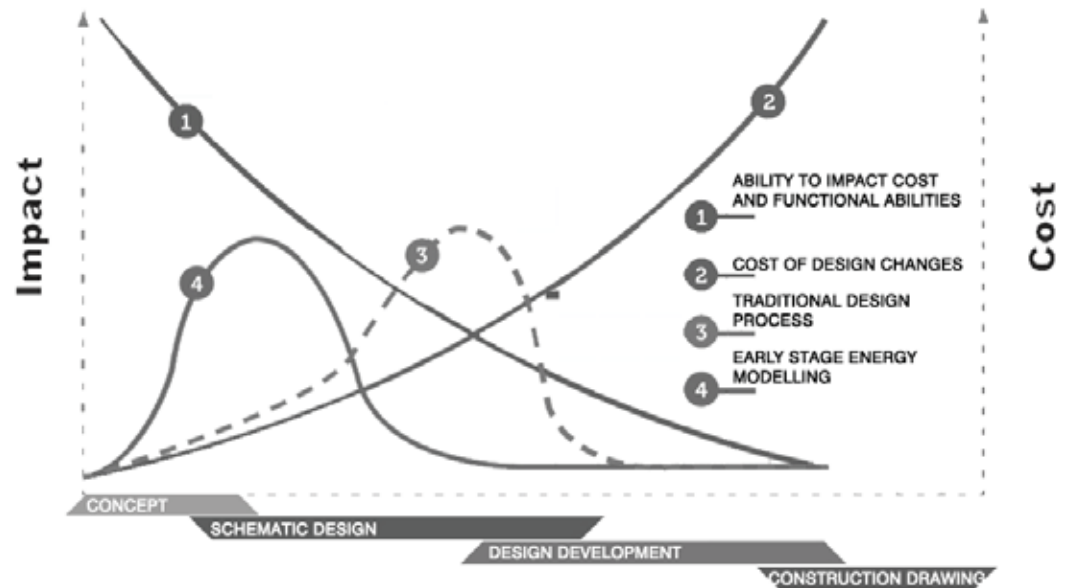 Impact
1
2
3
4
ABILITY TO IMPACT COST
AND FUNCTIONAL ABILITIES
1
COST OF DESIGN CHANGES
2
TRADITIONAL DESIGN
PROCESS
3
EARLY STAGE ENERGY
MODELLING
4
Cost
CONCEPT
SCHEMATIC DESIGN
DESIGN DEVELOPMENT
CONSTRUCTION DRAWING